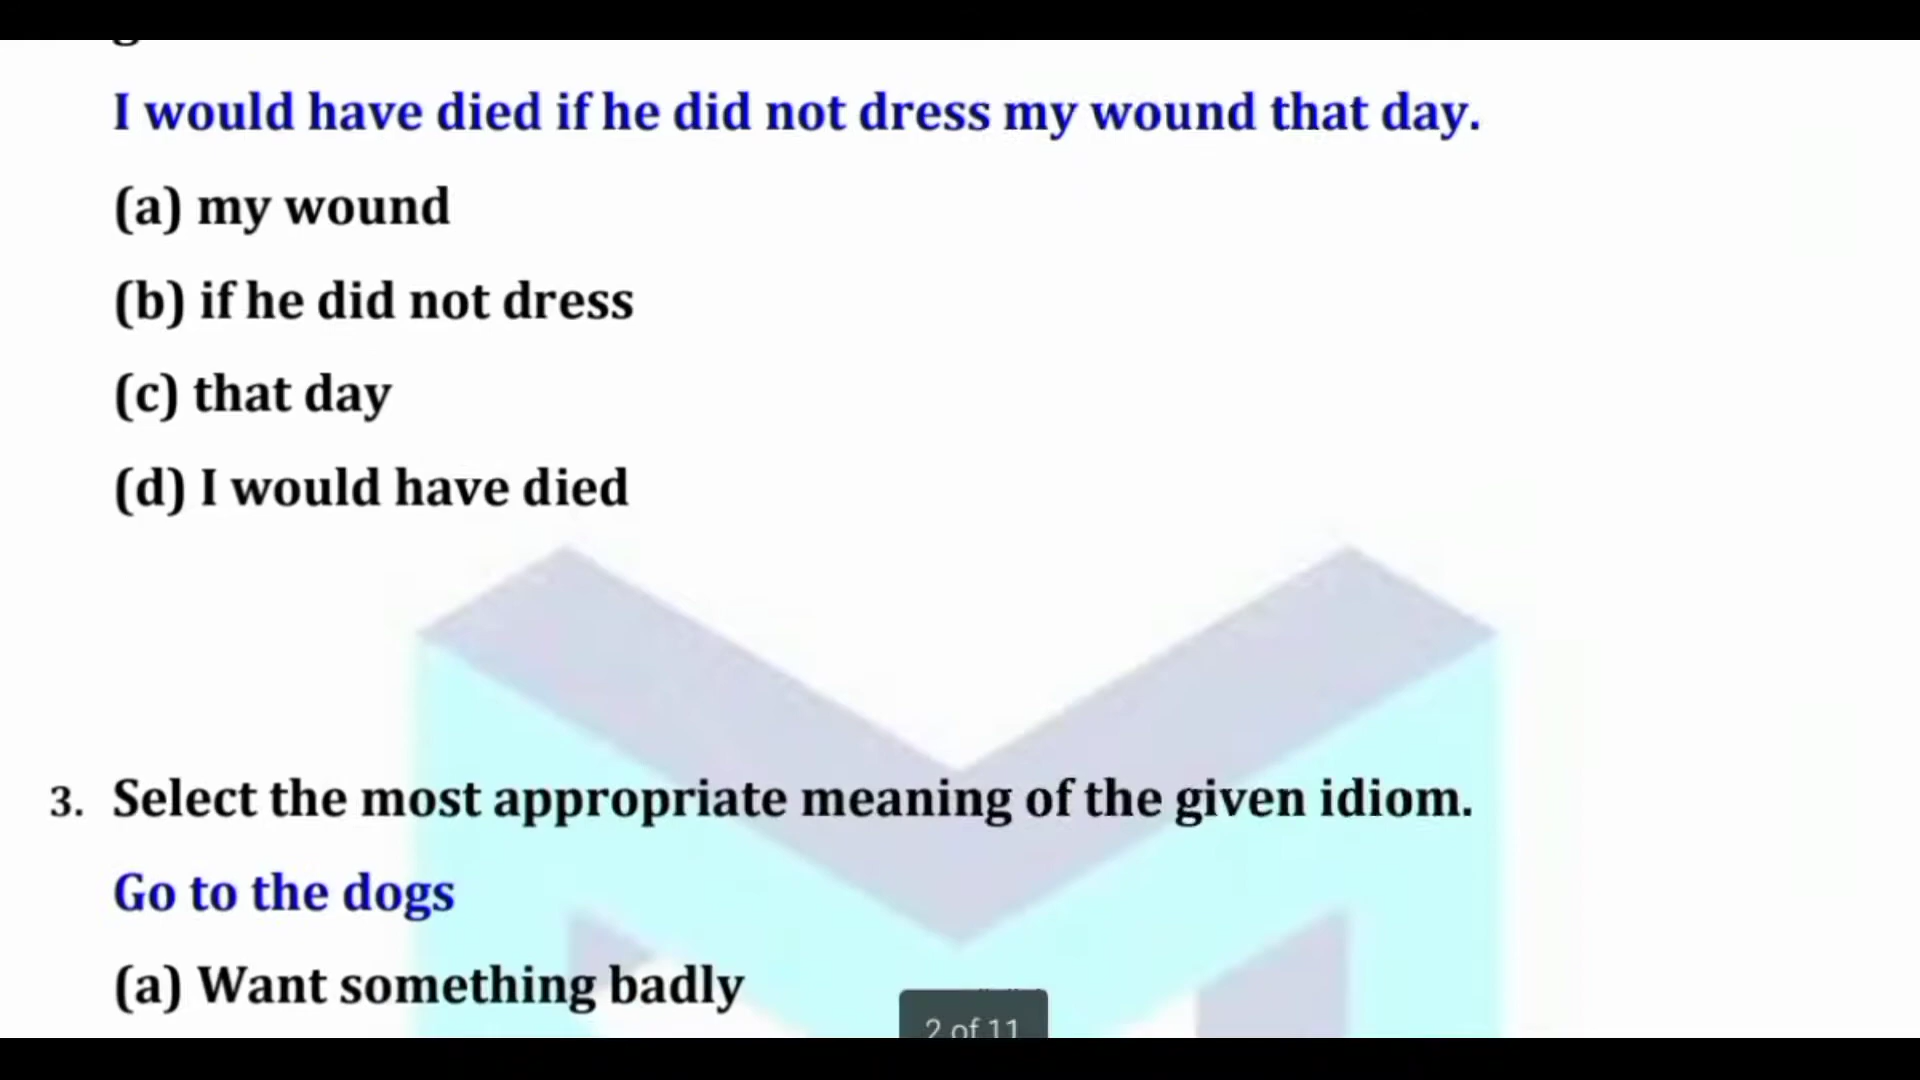 I would have died if he did not dress my wound that day.
(a) my wound
(b) if he did not dress
(c) that day
(d) I would have died
3. Select the most appropriate meaning of the given idiom.
Go to the dogs
(a) Want something badly
2 of 11